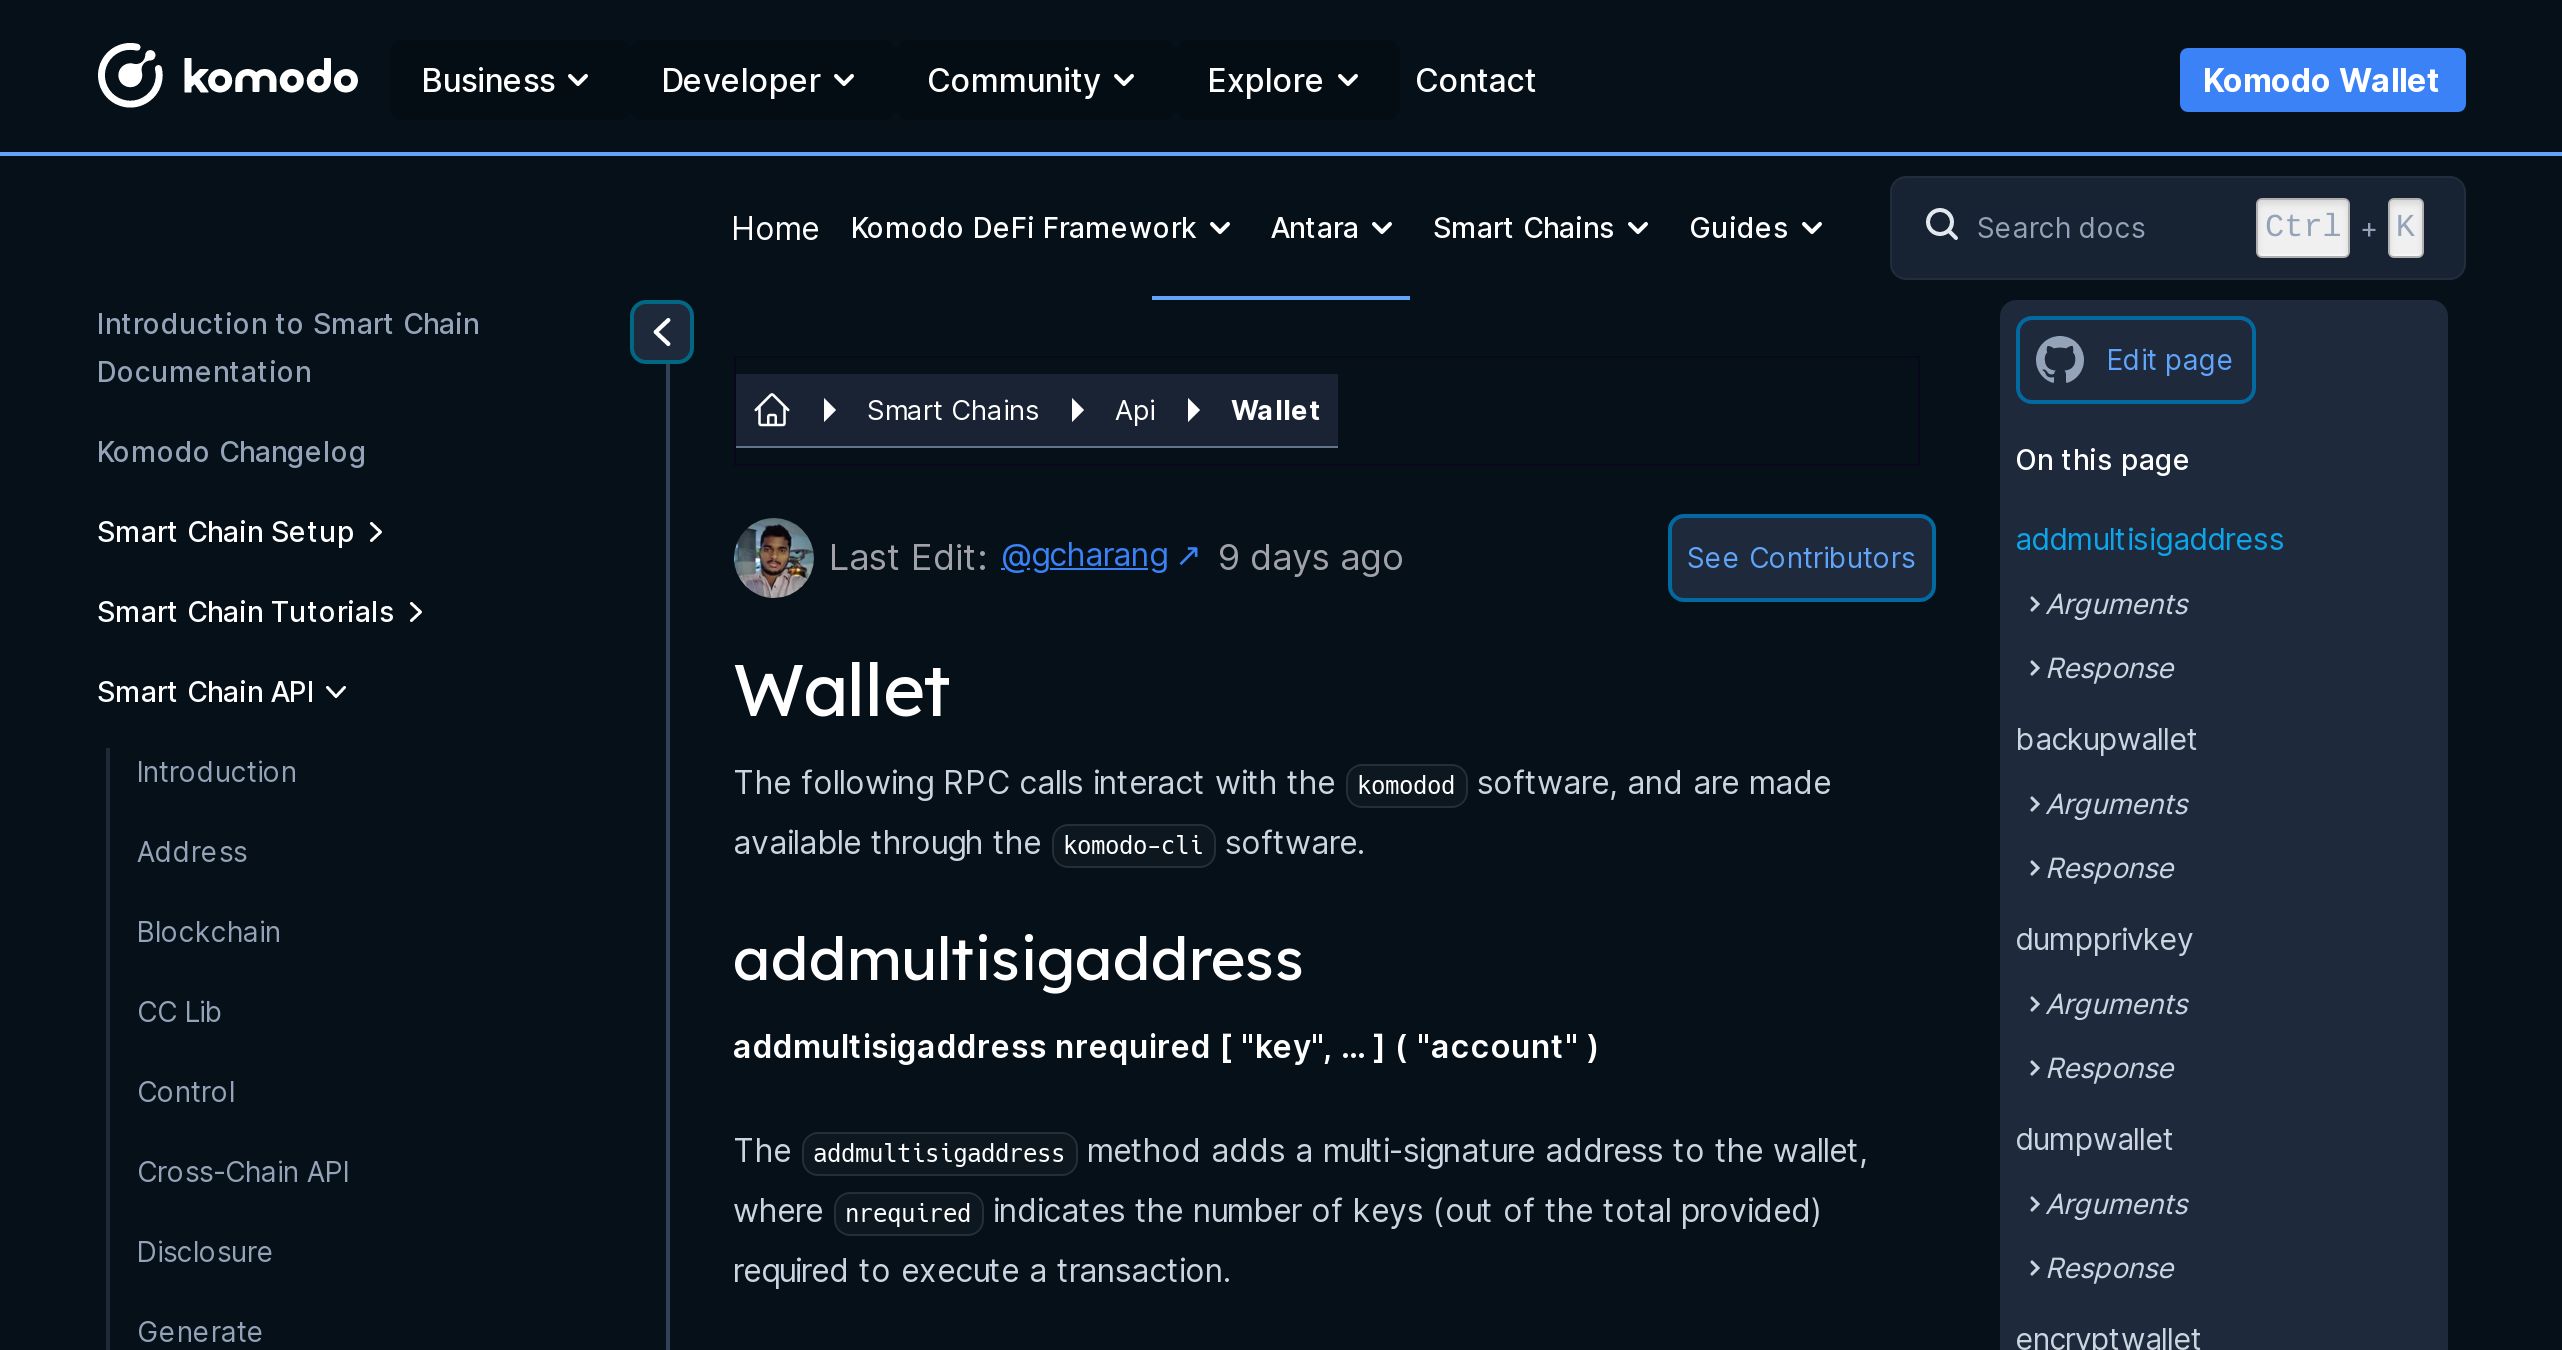 komodo
Business
Developer
Community
Explore
Contact
Komodo Wallet
Home
Komodo DeFi Framework
Antara
Smart Chains
Guides
Search docs
Ctrl + K
Introduction to Smart Chain
Documentation
Komodo Changelog
Smart Chain Setup
Smart Chain Tutorials
Smart Chain API
Introduction
Address
Blockchain
CC Lib
Control
Cross-Chain API
Disclosure
Generate
Smart Chains
Api
Wallet
Last Edit: @gcharang ↗ 9 days ago
See Contributors
Wallet
The following RPC calls interact with the komodod software, and are made
available through the komodo-cli software.
addmultisigaddress
addmultisigaddress nrequired [ "key", ... ] ( "account" )
The addmultisigaddress method adds a multi-signature address to the wallet,
where nrequired indicates the number of keys (out of the total provided)
required to execute a transaction.
Edit page
On this page
addmultisigaddress
Arguments
Response
backupwallet
Arguments
Response
dumpprivkey
Arguments
Response
dumpwallet
Arguments
Response
encryptwallet